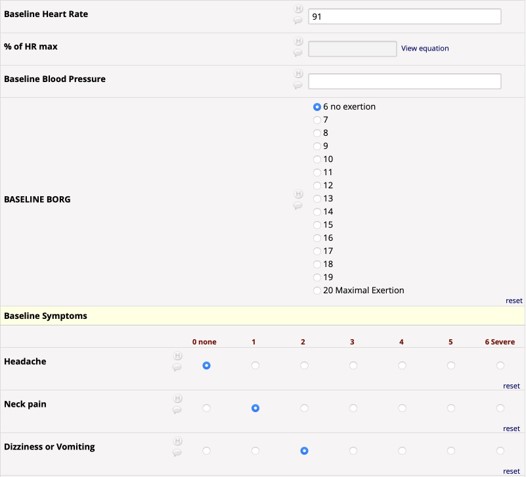 Baseline Heart Rate
91
% of HR max
View equation
Baseline Blood Pressure
BASELINE BORG
6 no exertion
7
8
9
10
11
12
13
14
15
16
17
18
19
20 Maximal Exertion
reset
Baseline Symptoms
0 none 1 2 3 4 5 6 Severe
Headache
reset
Neck pain
reset
Dizziness or Vomiting
reset